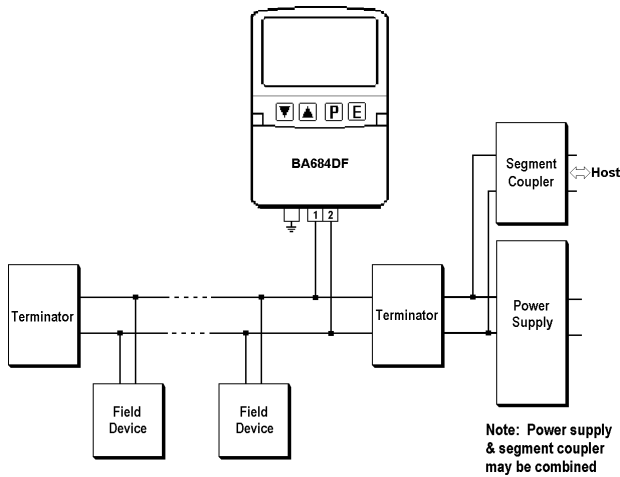 P E
BA684DF
1 2
Segment
Coupler
Host
Terminator
Terminator
Power
Supply
Field
Device
Field
Device
Note: Power supply
& segment coupler
may be combined